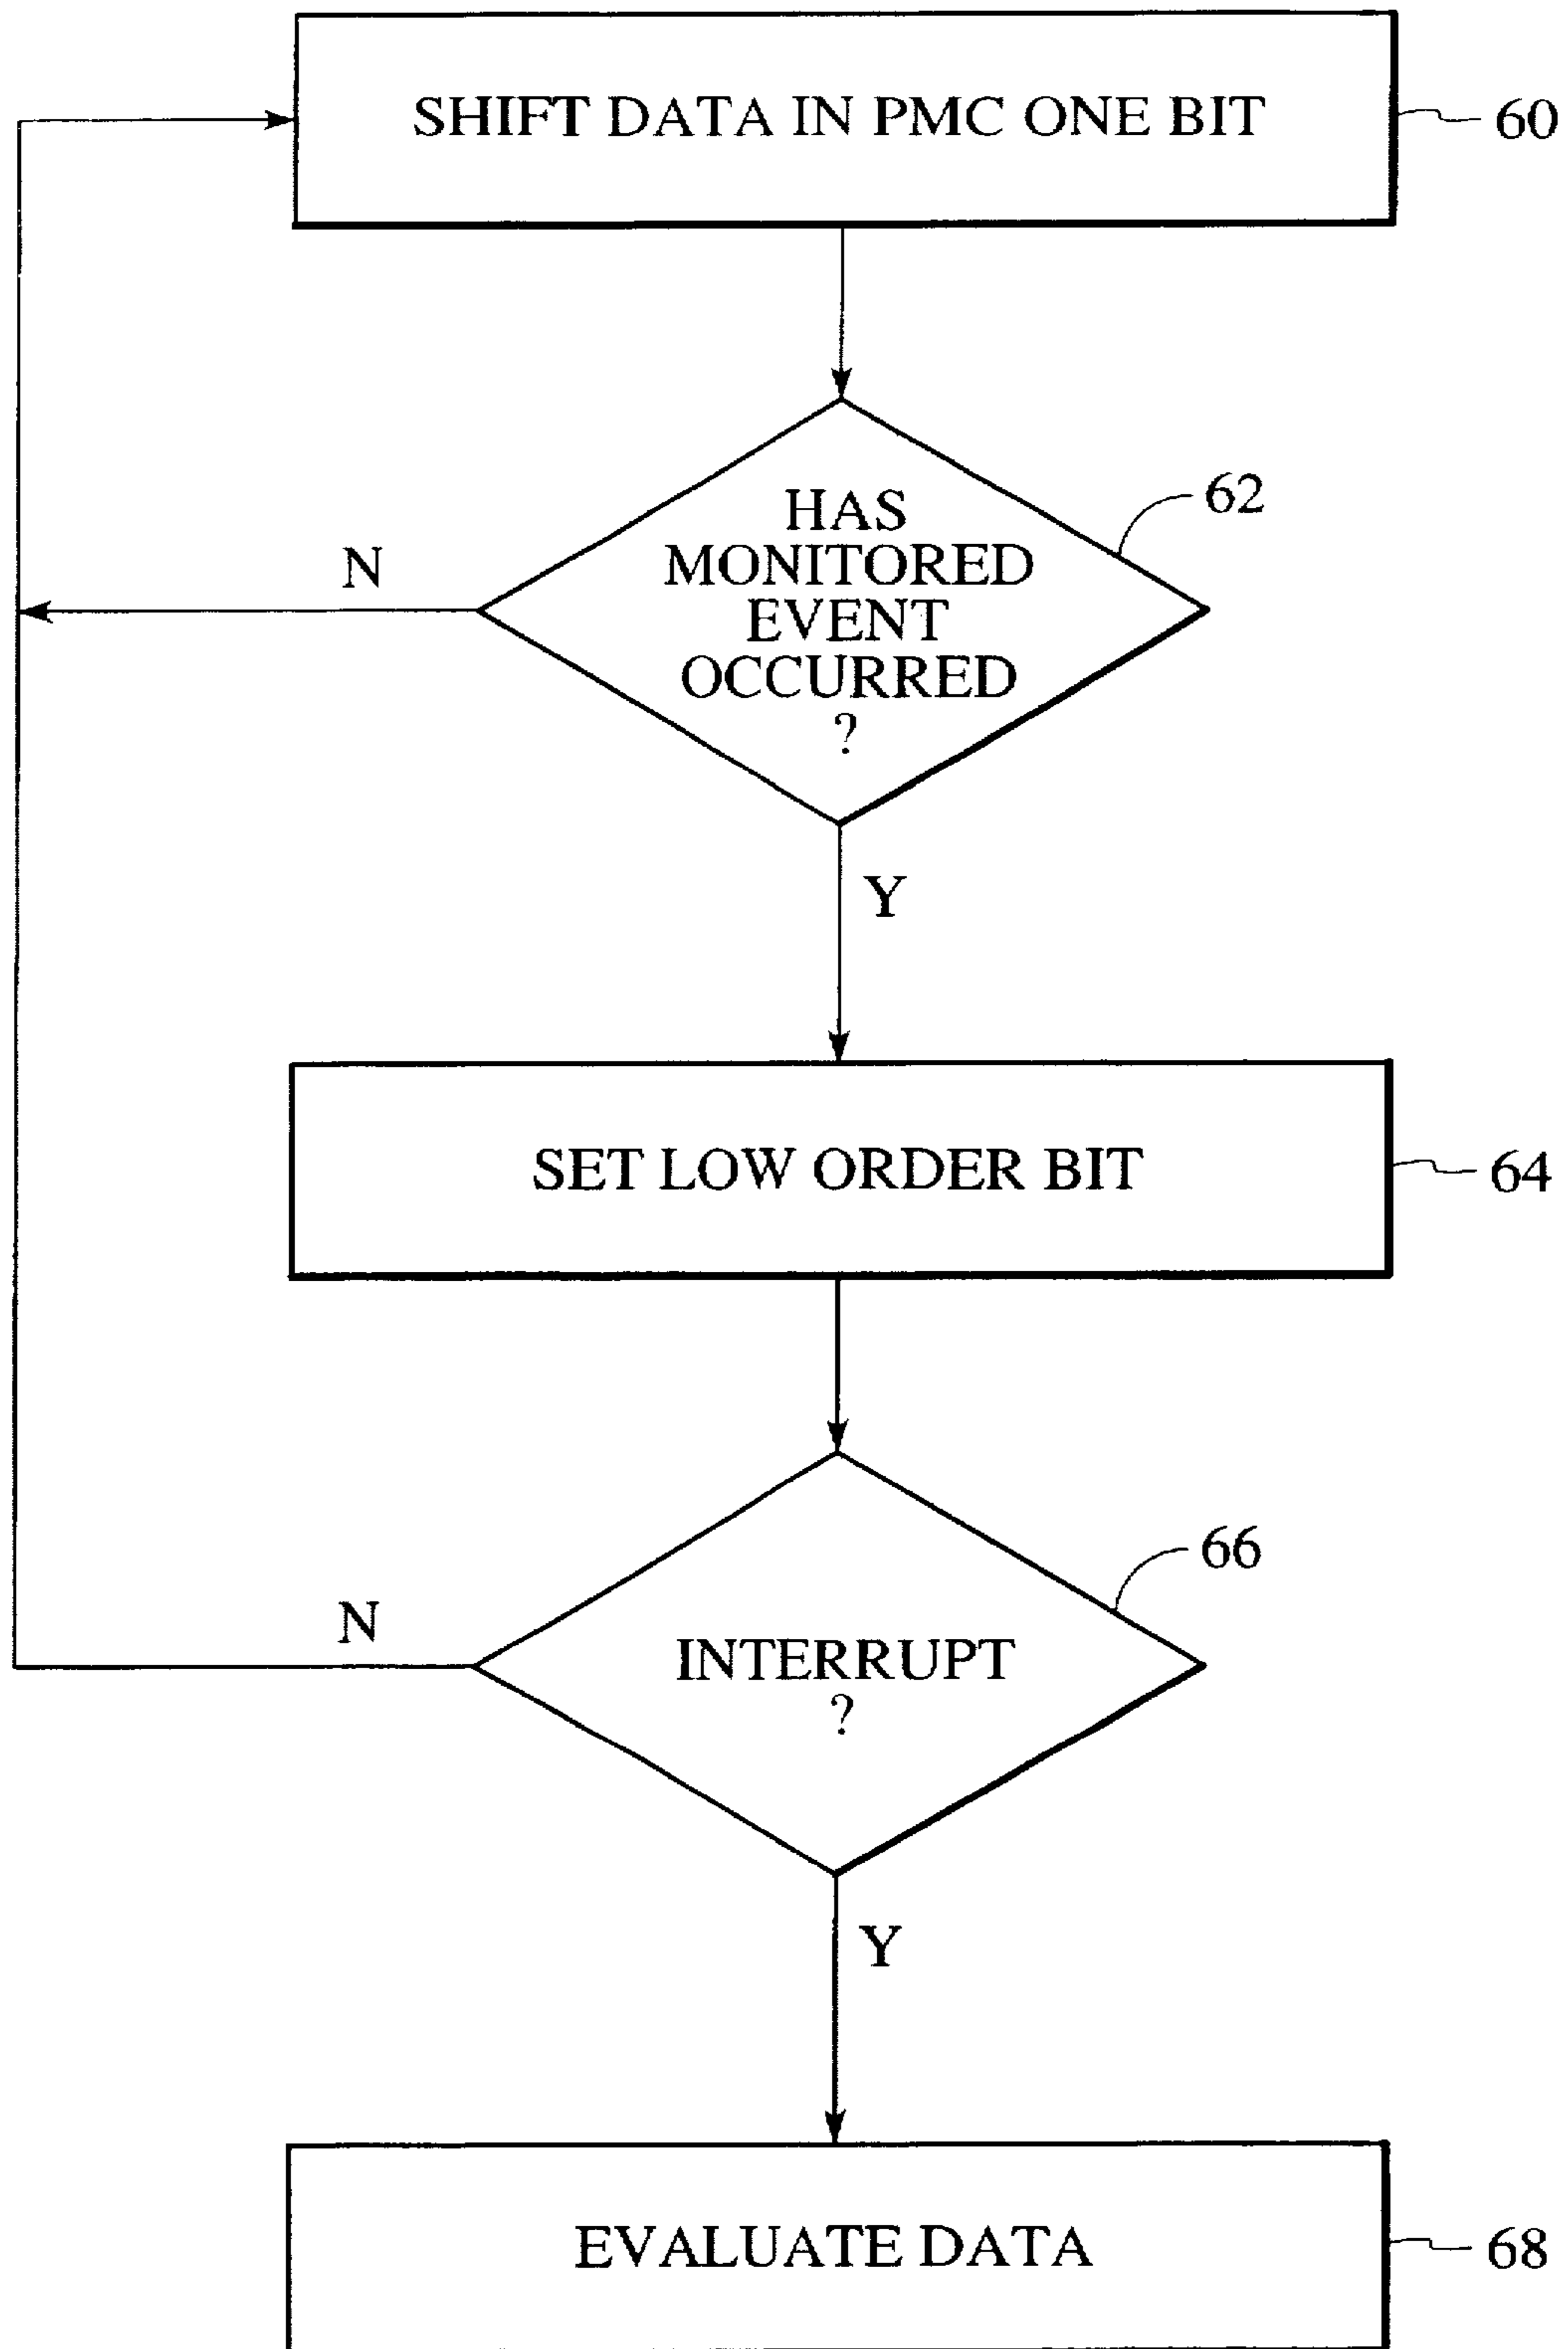 SHIFT DATA IN PMC ONE BIT
60
HAS
MONITORED
EVENT
OCCURRED
?
62
N
Y
SET LOW ORDER BIT
64
INTERRUPT
?
66
N
Y
EVALUATE DATA
68